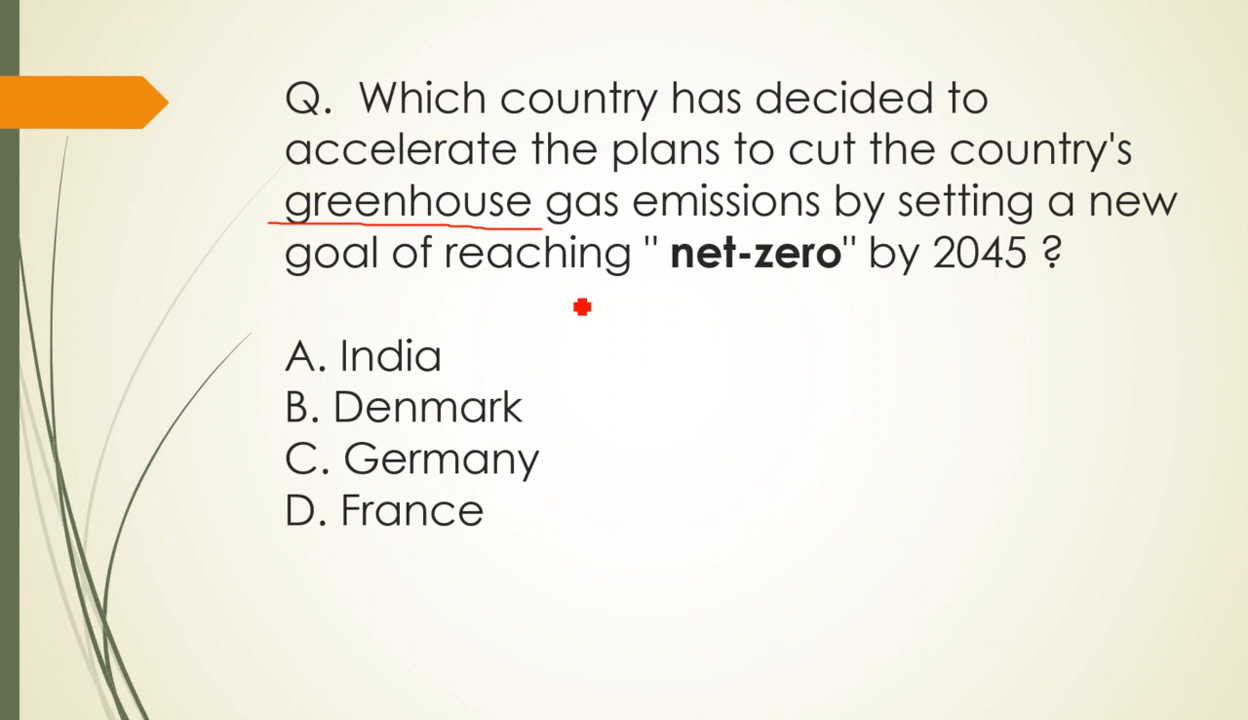 Q. Which country has decided to
accelerate the plans to cut the country's
greenhouse gas emissions by setting a new
goal of reaching " net-zero" by 2045 ?
A. India
B. Denmark
C. Germany
D. France